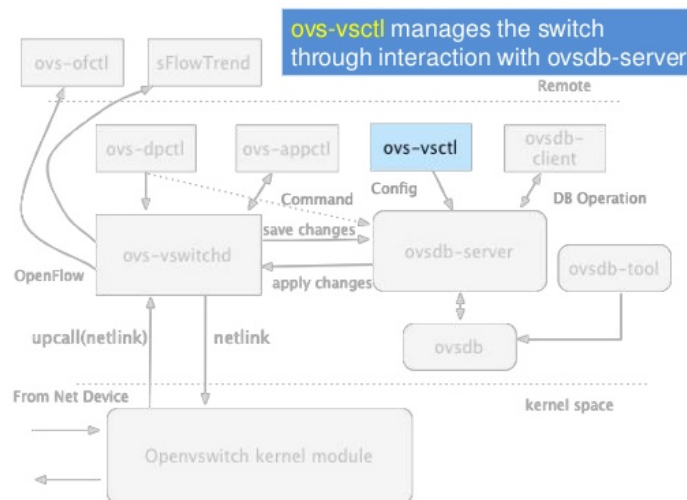 ovs-vsctl manages the switch
through interaction with ovsdb-server
ovs-ofctl
sFlowTrend
Remote
ovs-dpctl
ovs-appctl
ovs-vsctl
ovsdb-
client
Command
Config
DB Operation
ovs-vswitchd
save changes
ovsdb-server
ovsdb-tool
OpenFlow
apply changes
upcall(netlink)
netlink
ovsdb
From Net Device
kernel space
Openvswitch kernel module